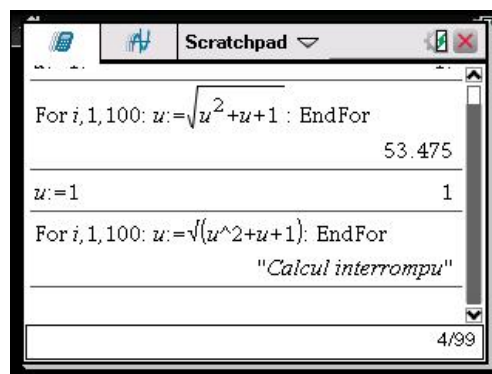 Scratchpad
For i,1,100: u:=√u²+u+1 : EndFor
53.475
u:=1
1
For i,1,100: u:=√(u^2+u+1): EndFor
"Calcul interrompu"
4/99